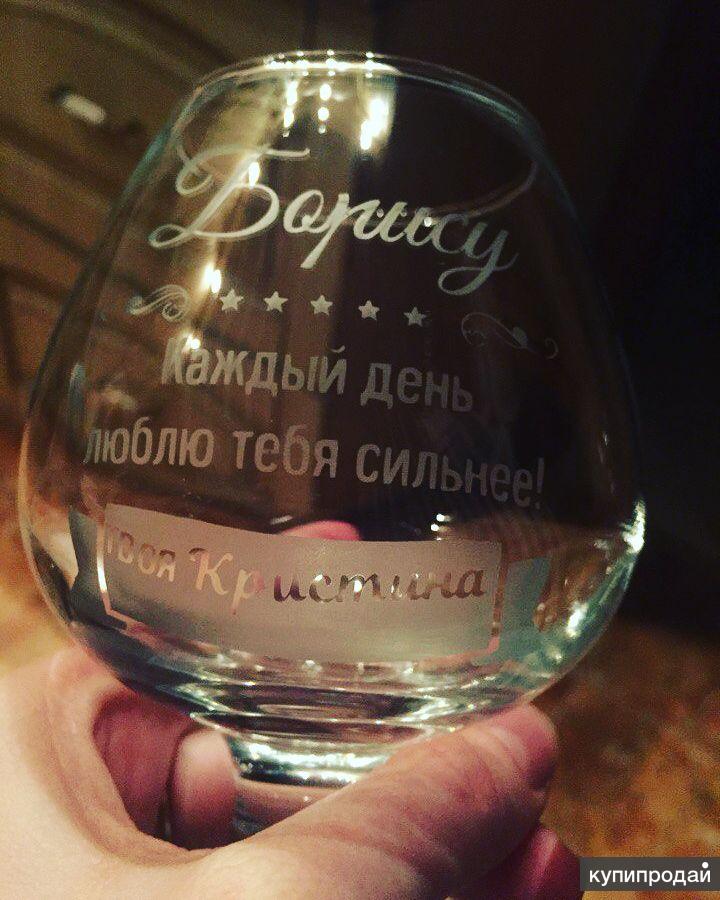 Борису
Каждый день
люблю тебя сильнее!
твоя Кристина
купипродай